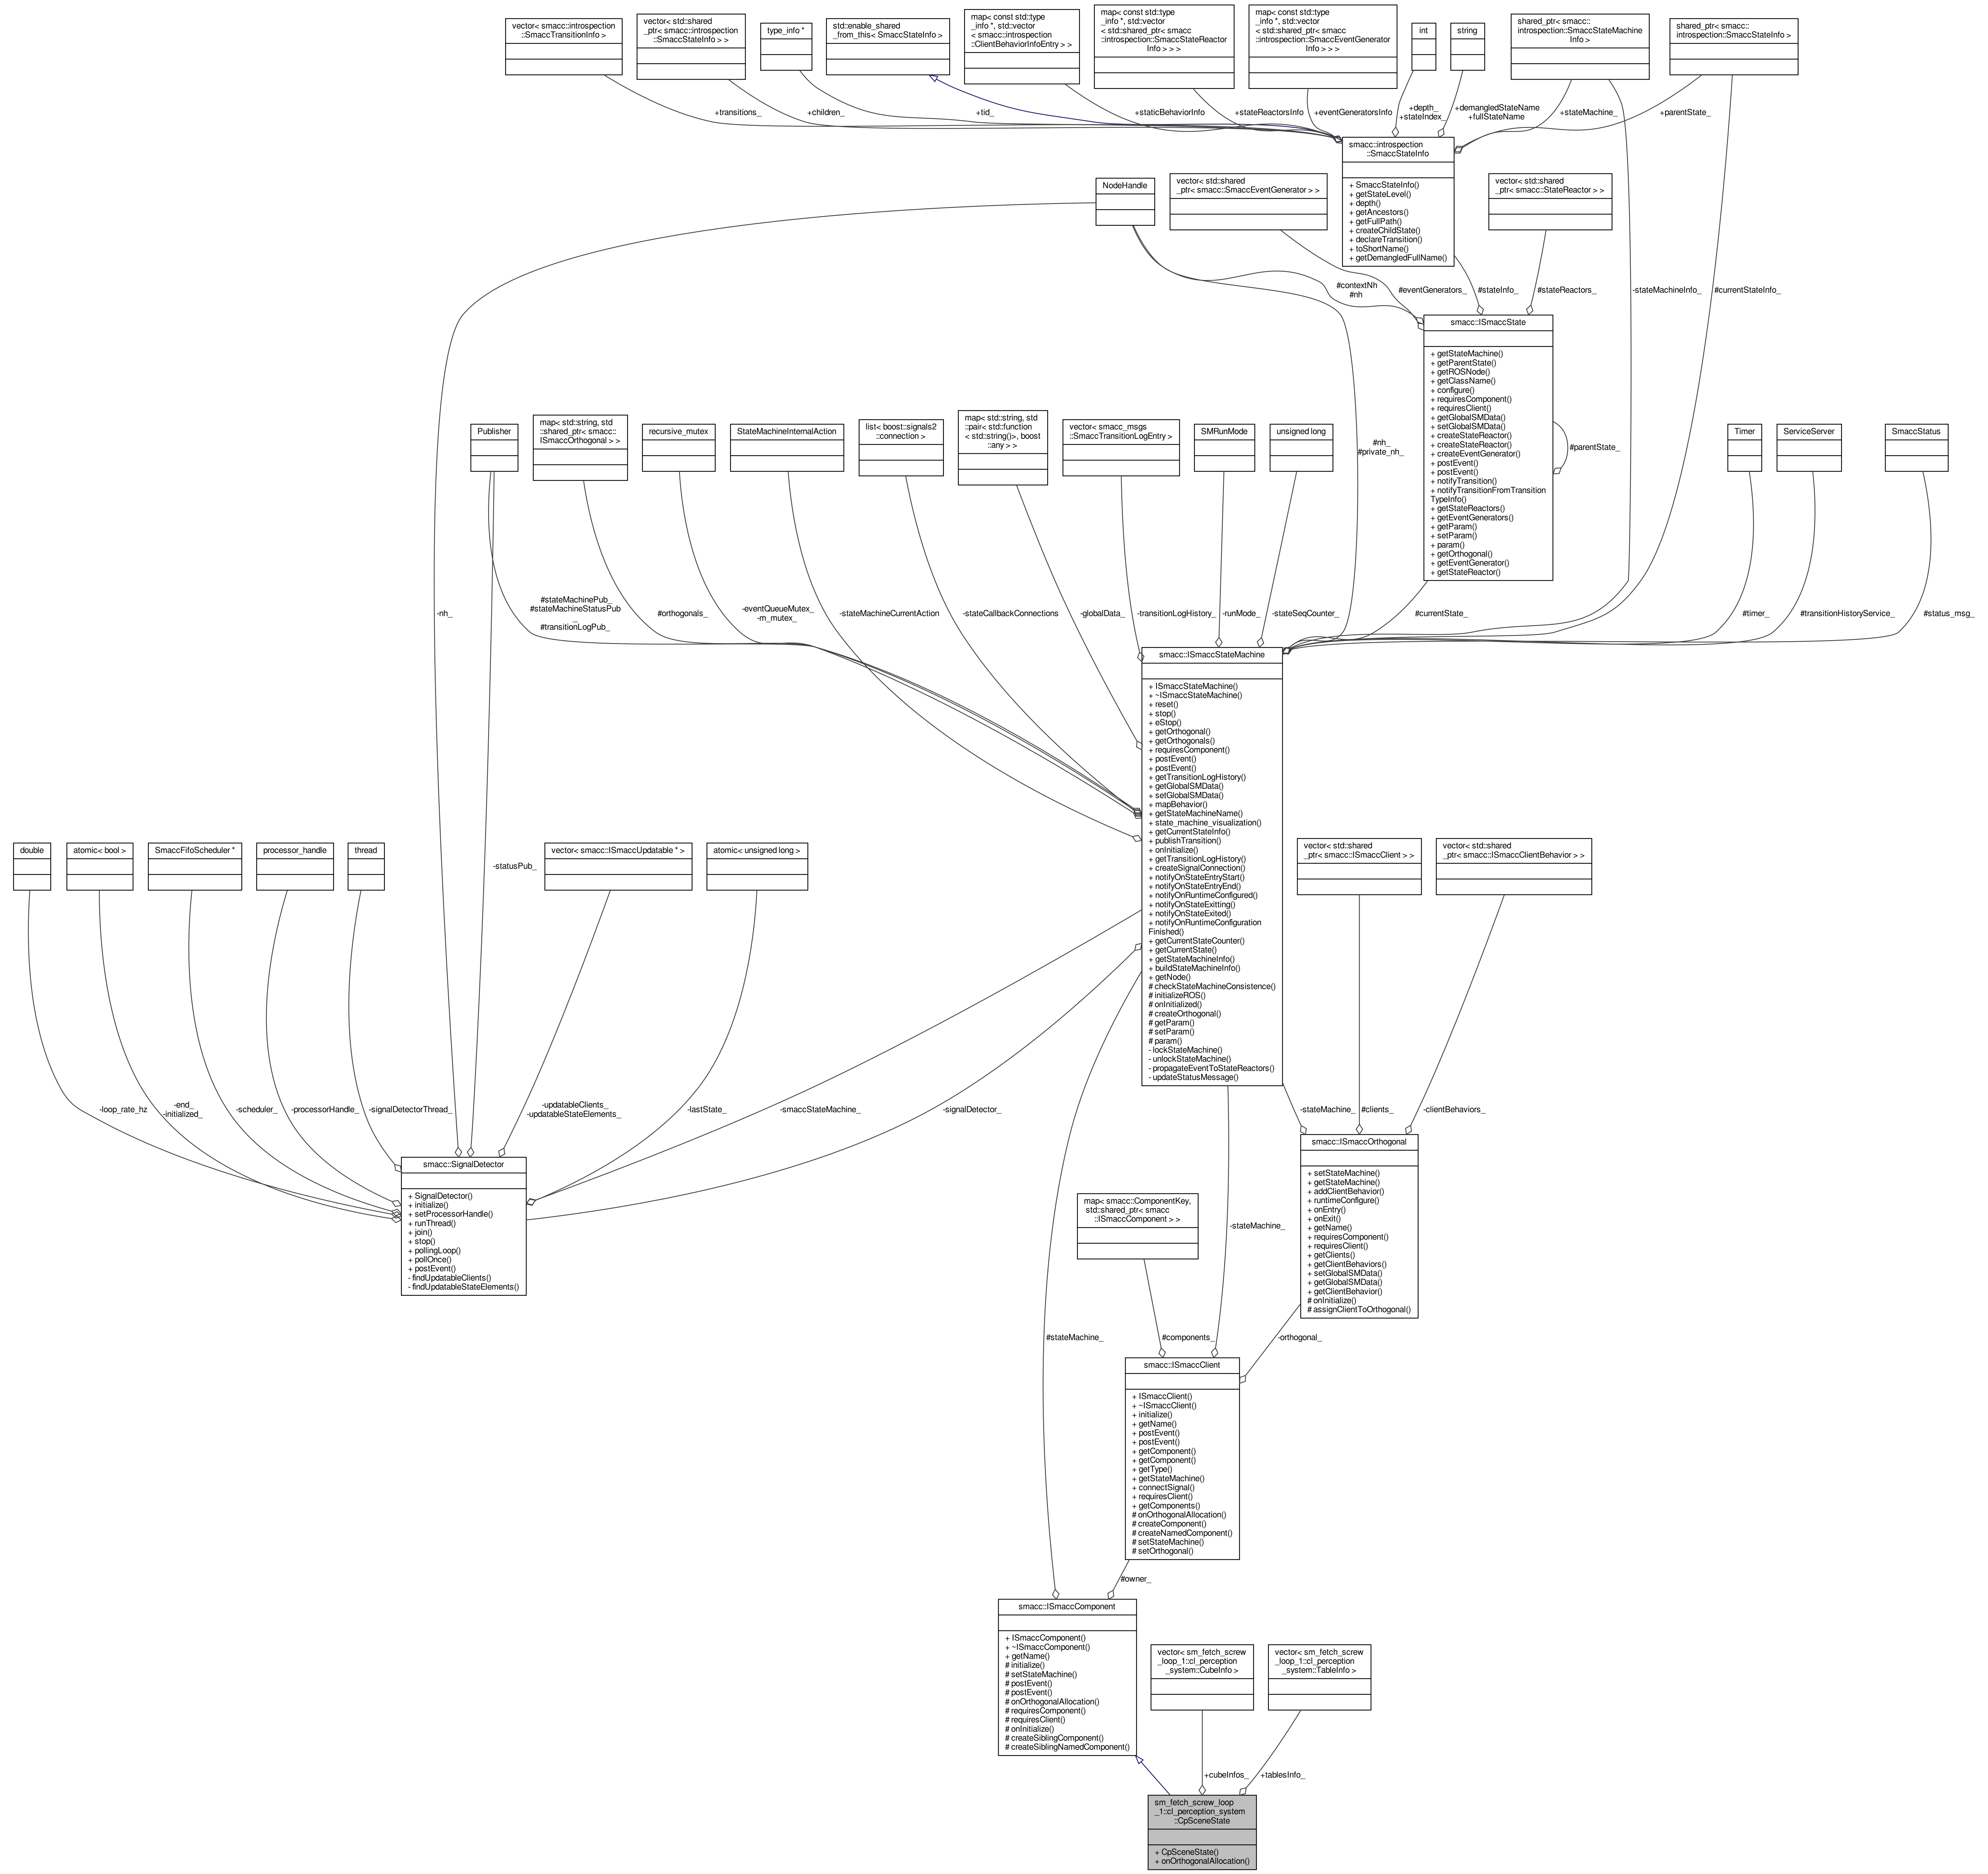 vector< smacc::introspection
::SmaccTransitionInfo >
vector< std::shared
_ptr< smacc::introspection
::SmaccStateInfo > >
type_info *
std::enable_shared
_from_this< SmaccStateInfo >
map< const std::type
_info *, std::vector
< smacc::introspection
::ClientBehaviorInfoEntry > >
map< const std::type
_info *, std::vector
< std::shared_ptr< smacc
::introspection::SmaccStateReactor
Info > > >
map< const std::type
_info *, std::vector
< std::shared_ptr< smacc
::introspection::SmaccEventGenerator
Info > > >
int
string
shared_ptr< smacc::
introspection::SmaccStateMachine
Info >
shared_ptr< smacc::
introspection::SmaccStateInfo >
+transitions_
+children_
+tid_
+staticBehaviorInfo
+stateReactorsInfo
+eventGeneratorsInfo
+depth_
+stateIndex_
+demangledStateName
+fullStateName
+stateMachine_
+parentState_
smacc::introspection
::SmaccStateInfo
+ SmaccStateInfo()
+ getStateLevel()
+ depth()
+ getAncestors()
+ getFullPath()
+ createChildState()
+ declareTransition()
+ toShortName()
+ getDemangledFullName()
NodeHandle
vector< std::shared
_ptr< smacc::SmaccEventGenerator > >
vector< std::shared
_ptr< smacc::StateReactor > >
#contextNh
#nh
#eventGenerators_
#stateInfo_
#stateReactors_
-stateMachineInfo_
#currentStateInfo_
smacc::ISmaccState
+ getStateMachine()
+ getParentState()
+ getROSNode()
+ getClassName()
+ configure()
+ requiresComponent()
+ requiresClient()
+ getGlobalSMData()
+ setGlobalSMData()
+ createStateReactor()
+ createStateReactor()
+ createEventGenerator()
+ postEvent()
+ postEvent()
+ notifyTransition()
+ notifyTransitionFromTransition
TypeInfo()
+ getStateReactors()
+ getEventGenerators()
+ getParam()
+ setParam()
+ param()
+ getOrthogonal()
+ getEventGenerator()
+ getStateReactor()
#parentState_
Publisher
map< std::string, std
::shared_ptr< smacc::
ISmaccOrthogonal > >
recursive_mutex
StateMachineInternalAction
list< boost::signals2
::connection >
map< std::string, std
::pair< std::function
< std::string()>, boost
::any > >
vector< smacc_msgs
::SmaccTransitionLogEntry >
SMRunMode
unsigned long
#nh_
#private_nh_
Timer
ServiceServer
SmaccStatus
-nh_
#stateMachinePub_
#stateMachineStatusPub
_
#transitionLogPub_
#orthogonals_
-eventQueueMutex_
-m_mutex_
-stateMachineCurrentAction
-stateCallbackConnections
-globalData_
-transitionLogHistory_
-runMode_
-stateSeqCounter_
#currentState_
#timer_
#transitionHistoryService_
#status_msg_
smacc::ISmaccStateMachine
+ ISmaccStateMachine()
+ ~ISmaccStateMachine()
+ reset()
+ stop()
+ eStop()
+ getOrthogonal()
+ getOrthogonals()
+ requiresComponent()
+ postEvent()
+ postEvent()
+ getTransitionLogHistory()
+ getGlobalSMData()
+ setGlobalSMData()
+ mapBehavior()
+ getStateMachineName()
+ state_machine_visualization()
+ getCurrentStateInfo()
+ publishTransition()
+ onInitialize()
+ getTransitionLogHistory()
+ createSignalConnection()
+ notifyOnStateEntryStart()
+ notifyOnStateEntryEnd()
+ notifyOnRuntimeConfigured()
+ notifyOnStateExitting()
+ notifyOnStateExited()
+ notifyOnRuntimeConfiguration
Finished()
+ getCurrentStateCounter()
+ getCurrentState()
+ getStateMachineInfo()
+ buildStateMachineInfo()
+ getNode()
# checkStateMachineConsistence()
# initializeROS()
# onInitialized()
# createOrthogonal()
# getParam()
# setParam()
# param()
- lockStateMachine()
- unlockStateMachine()
- propagateEventToStateReactors()
- updateStatusMessage()
double
atomic< bool >
SmaccFifoScheduler *
processor_handle
thread
-statusPub_
vector< smacc::ISmaccUpdatable * >
atomic< unsigned long >
vector< std::shared
_ptr< smacc::ISmaccClient > >
vector< std::shared
_ptr< smacc::ISmaccClientBehavior > >
-loop_rate_hz
-end_
-initialized_
-scheduler_
-processorHandle_
-signalDetectorThread_
-updatableClients_
-updatableStateElements_
-lastState_
-smaccStateMachine_
-signalDetector_
-stateMachine_
#clients_
-clientBehaviors_
smacc::SignalDetector
+ SignalDetector()
+ initialize()
+ setProcessorHandle()
+ runThread()
+ join()
+ stop()
+ pollingLoop()
+ pollOnce()
+ postEvent()
- findUpdatableClients()
- findUpdatableStateElements()
smacc::ISmaccOrthogonal
+ setStateMachine()
+ getStateMachine()
+ addClientBehavior()
+ runtimeConfigure()
+ onEntry()
+ onExit()
+ getName()
+ requiresComponent()
+ requiresClient()
+ getClients()
+ getClientBehaviors()
+ setGlobalSMData()
+ getGlobalSMData()
+ getClientBehavior()
# onInitialize()
# assignClientToOrthogonal()
map< smacc::ComponentKey,
std::shared_ptr< smacc
::ISmaccComponent > >
-stateMachine_
#stateMachine_
#components_
-orthogonal_
smacc::ISmaccClient
+ ISmaccClient()
+ ~ISmaccClient()
+ initialize()
+ getName()
+ postEvent()
+ postEvent()
+ getComponent()
+ getComponent()
+ getType()
+ getStateMachine()
+ connectSignal()
+ requiresClient()
+ getComponents()
# onOrthogonalAllocation()
# createComponent()
# createNamedComponent()
# setStateMachine()
# setOrthogonal()
#owner_
smacc::ISmaccComponent
+ ISmaccComponent()
+ ~ISmaccComponent()
+ getName()
# initialize()
# setStateMachine()
# postEvent()
# postEvent()
# onOrthogonalAllocation()
# requiresComponent()
# requiresClient()
# onInitialize()
# createSiblingComponent()
# createSiblingNamedComponent()
vector< sm_fetch_screw
_loop_1::cl_perception
_system::CubeInfo >
vector< sm_fetch_screw
_loop_1::cl_perception
_system::TableInfo >
+cubeInfos_
+tablesInfo_
sm_fetch_screw_loop
_1::cl_perception_system
::CpSceneState
+ CpSceneState()
+ onOrthogonalAllocation()